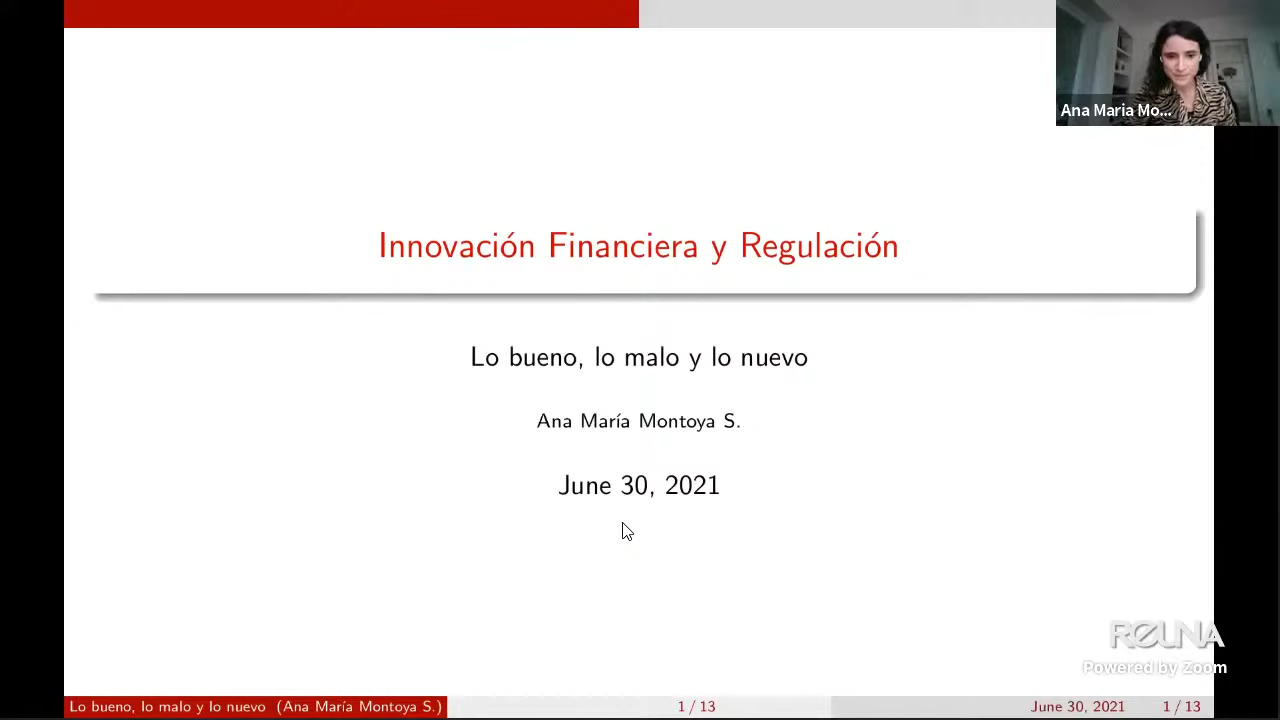 Ana Maria Mo...
Innovación Financiera y Regulación
Lo bueno, lo malo y lo nuevo
Ana María Montoya S.
June 30, 2021
REUNA
Powered by Zoom
Lo bueno, lo malo y lo nuevo (Ana María Montoya S.) 1 / 13 June 30, 2021 1 / 13